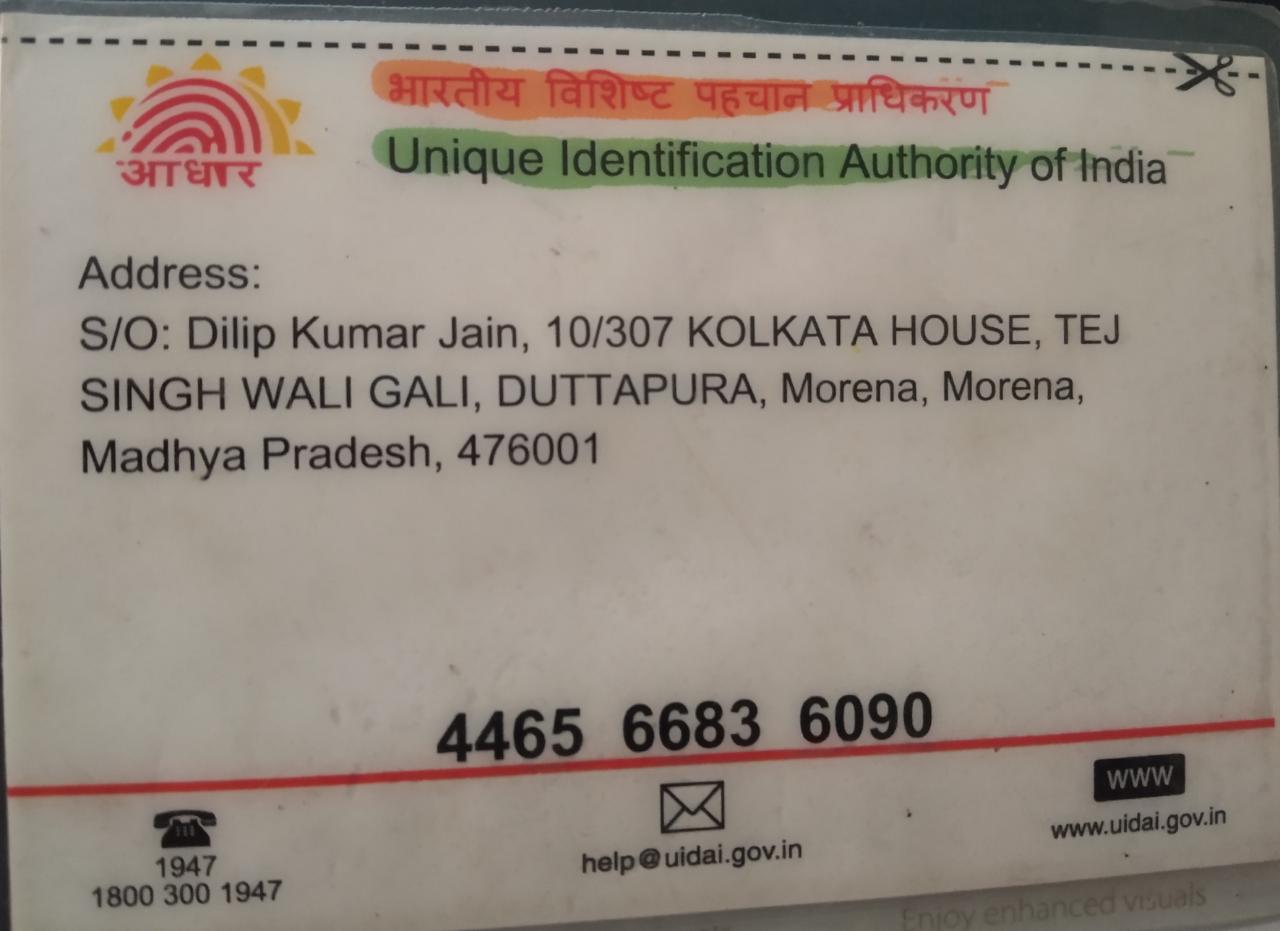 भारतीय विशिष्ट पहचान प्राधिकरण
आधार
Unique Identification Authority of India
Address:
S/O: Dilip Kumar Jain, 10/307 KOLKATA HOUSE, TEJ
SINGH WALI GALI, DUTTAPURA, Morena, Morena,
Madhya Pradesh, 476001
4465 6683 6090
1947
1800 300 1947
help@uidai.gov.in
www
www.uidai.gov.in
Enjoy enhanced visuals